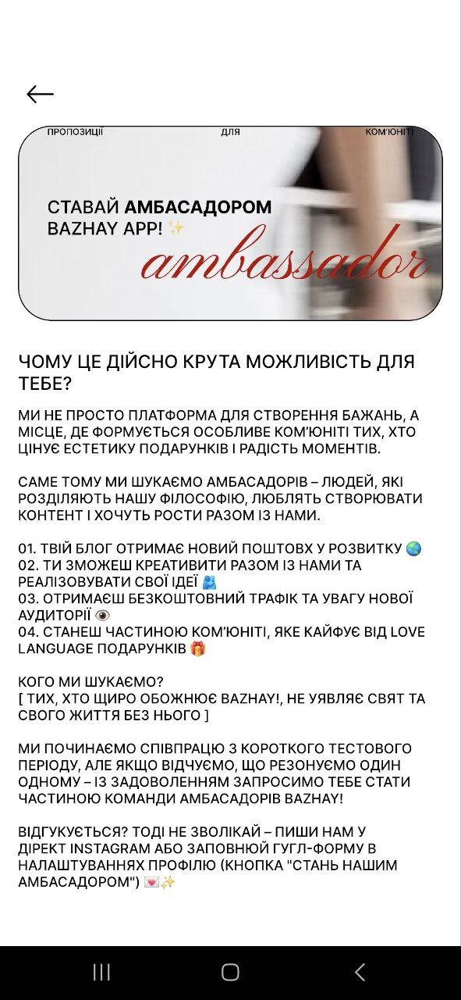 ПРОПОЗИЦІЇ ДЛЯ КОМ'ЮНІТІ
СТАВАЙ АМБАСАДОРОМ
BAZHAY APP! ✨
ambassador
ЧОМУ ЦЕ ДІЙСНО КРУТА МОЖЛИВІСТЬ ДЛЯ
ТЕБЕ?
МИ НЕ ПРОСТО ПЛАТФОРМА ДЛЯ СТВОРЕННЯ БАЖАНЬ, А
МІСЦЕ, ДЕ ФОРМУЄТЬСЯ ОСОБЛИВЕ КОМ'ЮНІТІ ТИХ, ХТО
ЦІНУЄ ЕСТЕТИКУ ПОДАРУНКІВ І РАДІСТЬ МОМЕНТІВ.
САМЕ ТОМУ МИ ШУКАЄМО АМБАСАДОРІВ – ЛЮДЕЙ, ЯКІ
РОЗДІЛЯЮТЬ НАШУ ФІЛОСОФІЮ, ЛЮБЛЯТЬ СТВОРЮВАТИ
КОНТЕНТ І ХОЧУТЬ РОСТИ РАЗОМ ІЗ НАМИ.
01. ТВІЙ БЛОГ ОТРИМАЄ НОВИЙ ПОШТОВХ У РОЗВИТКУ 🌏
02. ТИ ЗМОЖЕШ КРЕАТИВИТИ РАЗОМ ІЗ НАМИ ТА
РЕАЛІЗОВУВАТИ СВОЇ ІДЕЇ 🫂
03. ОТРИМАЄШ БЕЗКОШТОВНИЙ ТРАФІК ТА УВАГУ НОВОЇ
АУДИТОРІЇ 👁️
04. СТАНЕШ ЧАСТИНОЮ КОМ'ЮНІТІ, ЯКЕ КАЙФУЄ ВІД LOVE
LANGUAGE ПОДАРУНКІВ 🎁
КОГО МИ ШУКАЄМО?
[ ТИХ, ХТО ЩИРО ОБОЖНЮЄ BAZHAY!, НЕ УЯВЛЯЄ СВЯТ ТА
СВОГО ЖИТТЯ БЕЗ НЬОГО ]
МИ ПОЧИНАЄМО СПІВПРАЦЮ З КОРОТКОГО ТЕСТОВОГО
ПЕРІОДУ, АЛЕ ЯКЩО ВІДЧУЄМО, ЩО РЕЗОНУЄМО ОДИН
ОДНОМУ – ІЗ ЗАДОВОЛЕННЯМ ЗАПРОСИМО ТЕБЕ СТАТИ
ЧАСТИНОЮ КОМАНДИ АМБАСАДОРІВ BAZHAY!
ВІДГУКУЄТЬСЯ? ТОДІ НЕ ЗВОЛІКАЙ – ПИШИ НАМ У
ДІРЕКТ INSTAGRAM АБО ЗАПОВНЮЙ ГУГЛ-ФОРМУ В
НАЛАШТУВАННЯХ ПРОФІЛЮ (КНОПКА "СТАНЬ НАШИМ
АМБАСАДОРОМ") 💌✨